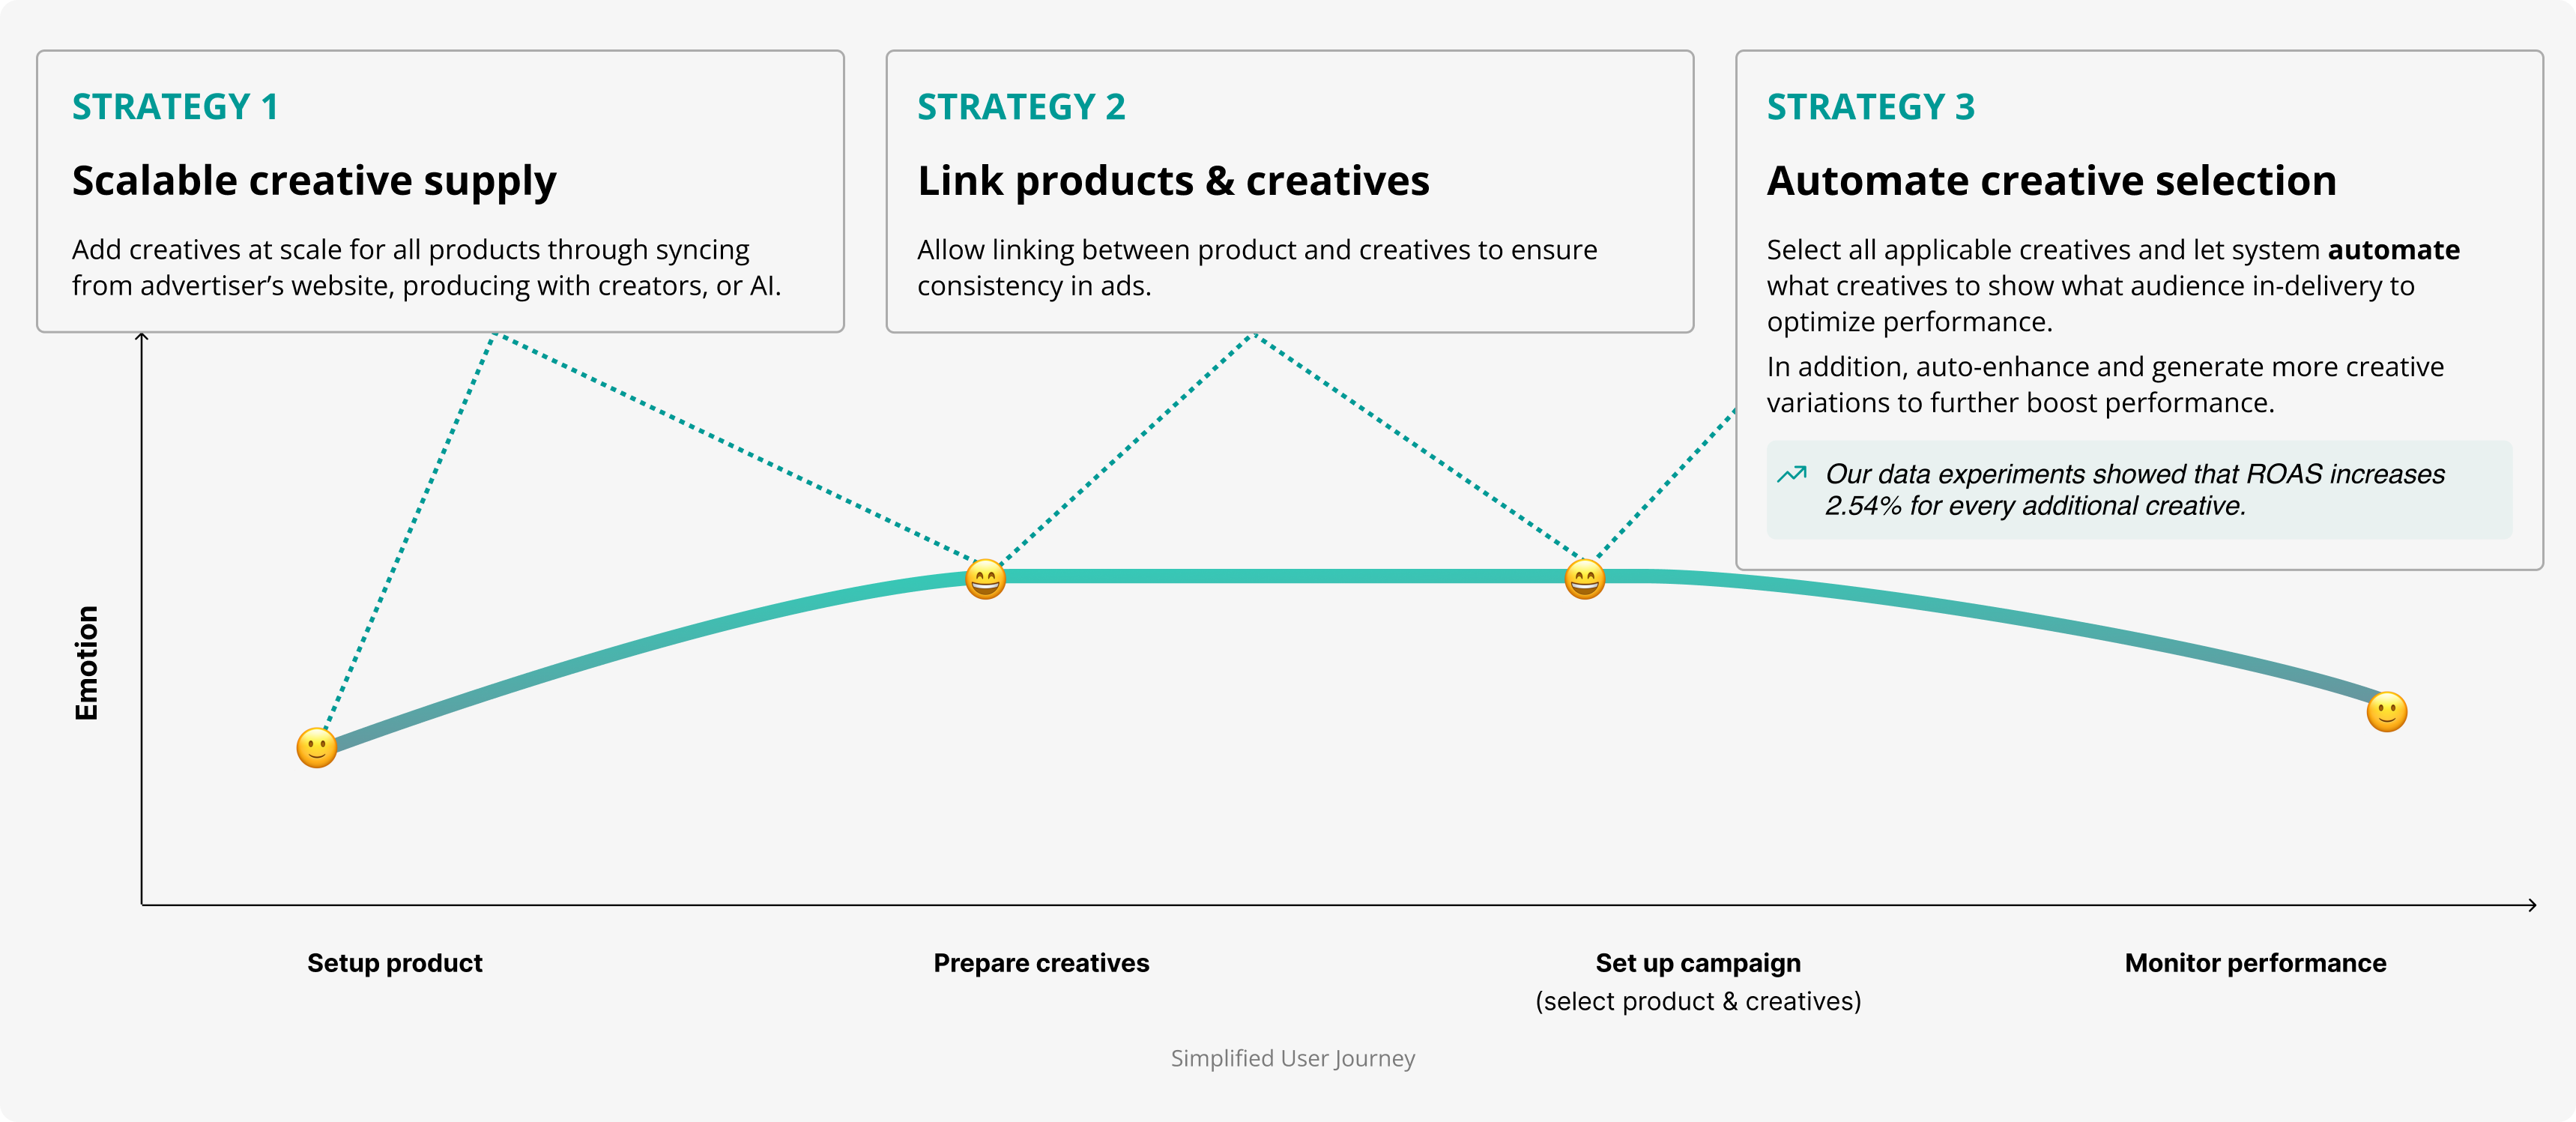 STRATEGY 1
Scalable creative supply
Add creatives at scale for all products through syncing
from advertiser’s website, producing with creators, or AI.
STRATEGY 2
Link products & creatives
Allow linking between product and creatives to ensure
consistency in ads.
STRATEGY 3
Automate creative selection
Select all applicable creatives and let system automate
what creatives to show what audience in-delivery to
optimize performance.
In addition, auto-enhance and generate more creative
variations to further boost performance.
Our data experiments showed that ROAS increases
2.54% for every additional creative.
Emotion
Setup product
Prepare creatives
Set up campaign
(select product & creatives)
Monitor performance
Simplified User Journey